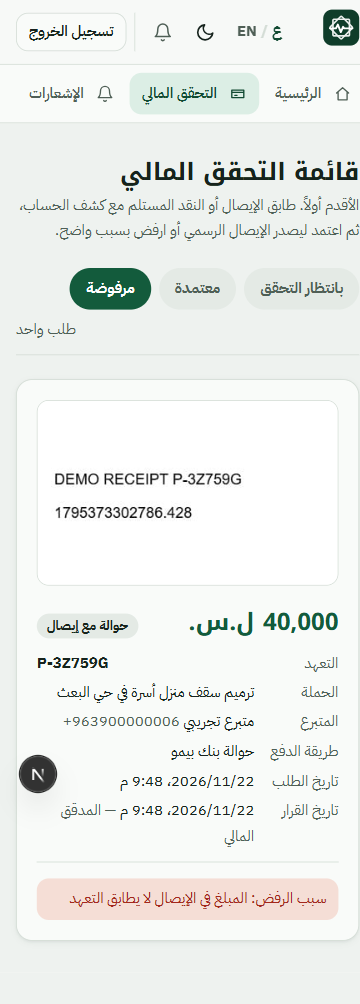 ع / EN
تسجيل الخروج
الرئيسية
التحقق المالي
الإشعارات
قائمة التحقق المالي
الأقدم أولاً. طابق الإيصال أو النقد المستلم مع كشف الحساب،
ثم اعتمد ليصدر الإيصال الرسمي أو ارفض بسبب واضح.
بانتظار التحقق
معتمدة
مرفوضة
طلب واحد
DEMO RECEIPT P-3Z759G
1795373302786.428
40,000 ل.س.
حوالة مع إيصال
التعهد P-3Z759G
الحملة ترميم سقف منزل أسرة في حي البعث
المتبرع متبرع تجريبي 963900000006+
طريقة الدفع حوالة بنك بيمو
تاريخ الطلب 2026/11/22، 9:48 م
تاريخ القرار 2026/11/22، 9:48 م — المدقق
المالي
N
سبب الرفض: المبلغ في الإيصال لا يطابق التعهد